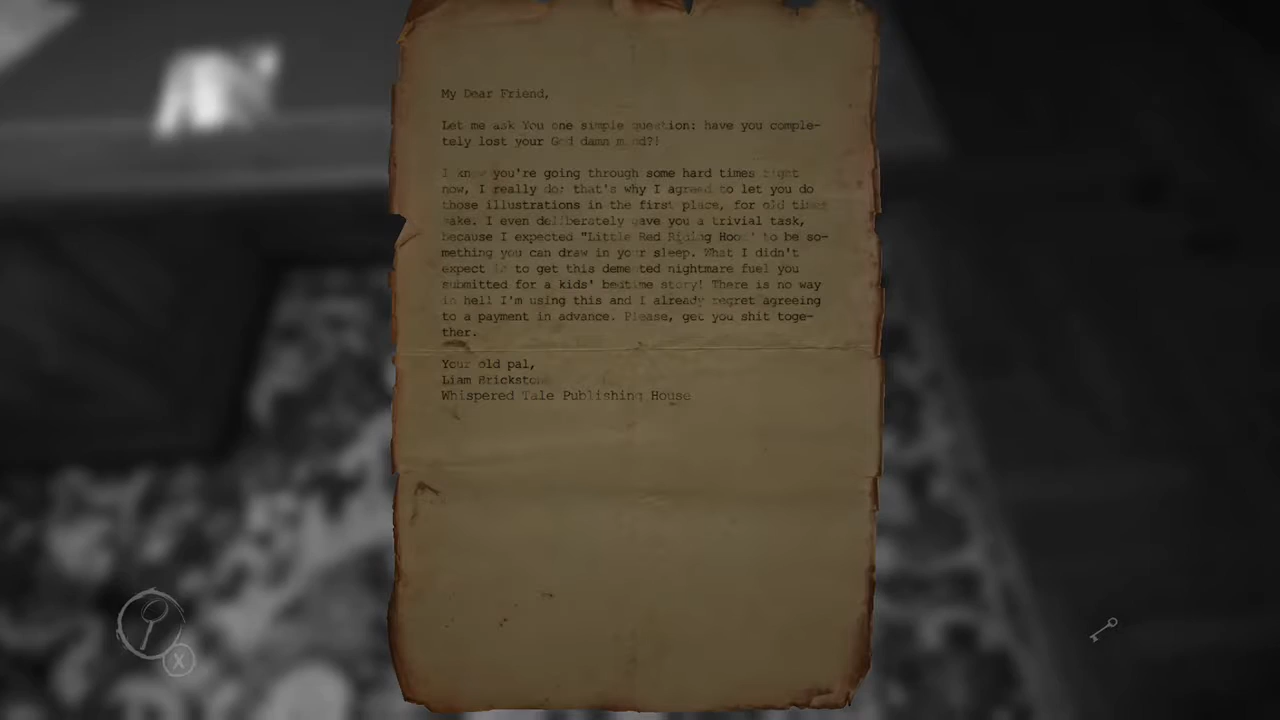 My Dear Friend,
Let me ask You one simple question: have you comple-
tely lost your God damn mind?!
I know you're going through some hard times right
now, I really do; that's why I agreed to let you do
those illustrations in the first place, for old times
sake. I even deliberately gave you a trivial task,
because I expected "Little Red Riding Hood" to be so-
mething you can draw in your sleep. What I didn't
expect is to get this demented nightmare fuel you
submitted for a kids' bedtime story! There is no way
in hell I'm using this and I already regret agreeing
to a payment in advance. Please, get you shit toge-
ther.
Your old pal,
Liam Brickstone
Whispered Tale Publishing House
X